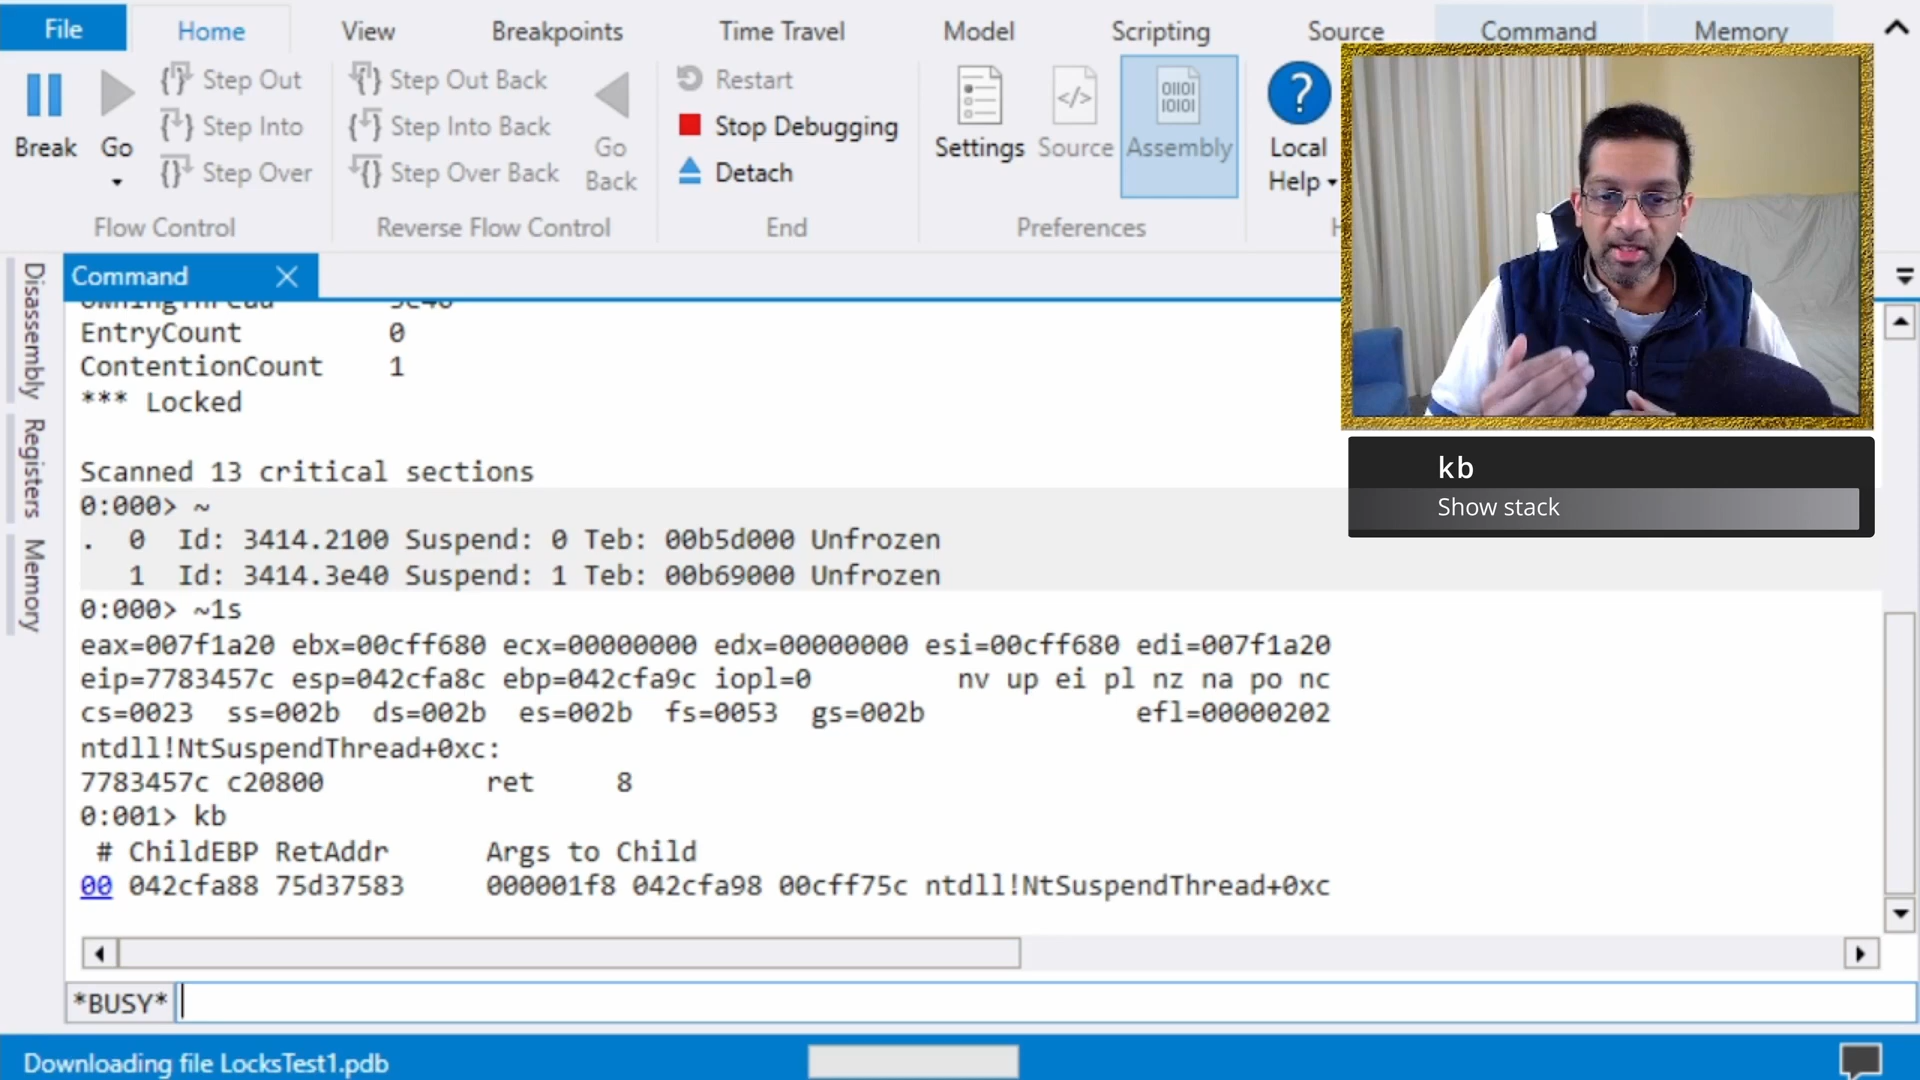 File
Home
View
Breakpoints
Time Travel
Model
Scripting
Source
Command
Memory
Break
Go
Step Out
Step Into
Step Over
Flow Control
Step Out Back
Step Into Back
Step Over Back
Go
Back
Reverse Flow Control
Restart
Stop Debugging
Detach
End
Settings
Source
Assembly
Preferences
Local
Help
Disassembly
Registers
Memory
Command
EntryCount 0
ContentionCount 1
*** Locked
Scanned 13 critical sections
0:000> ~
. 0 Id: 3414.2100 Suspend: 0 Teb: 00b5d000 Unfrozen
1 Id: 3414.3e40 Suspend: 1 Teb: 00b69000 Unfrozen
0:000> ~1s
eax=007f1a20 ebx=00cff680 ecx=00000000 edx=00000000 esi=00cff680 edi=007f1a20
eip=7783457c esp=042cfa8c ebp=042cfa9c iopl=0 nv up ei pl nz na po nc
cs=0023 ss=002b ds=002b es=002b fs=0053 gs=002b efl=00000202
ntdll!NtSuspendThread+0xc:
7783457c c20800 ret 8
0:001> kb
# ChildEBP RetAddr Args to Child
00 042cfa88 75d37583 000001f8 042cfa98 00cff75c ntdll!NtSuspendThread+0xc
*BUSY*
Downloading file LocksTest1.pdb
kb
Show stack